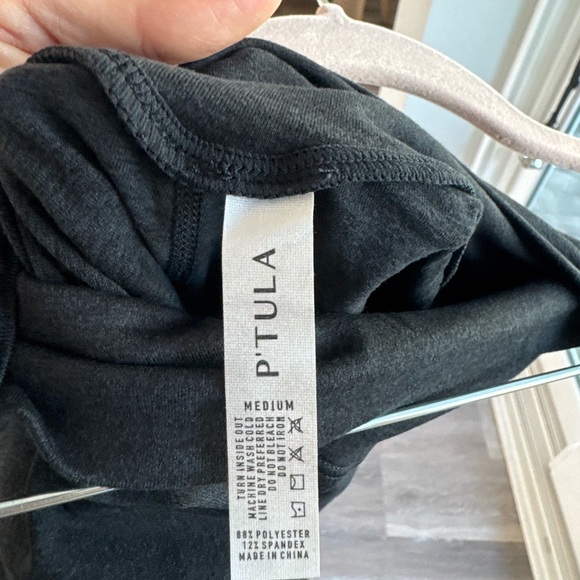 P'TULA
MEDIUM
TURN INSIDE OUT
MACHINE WASH COLD
LINE DRY PREFERRED
DO NOT BLEACH
DO NOT IRON
88% POLYESTER
12% SPANDEX
MADE IN CHINA